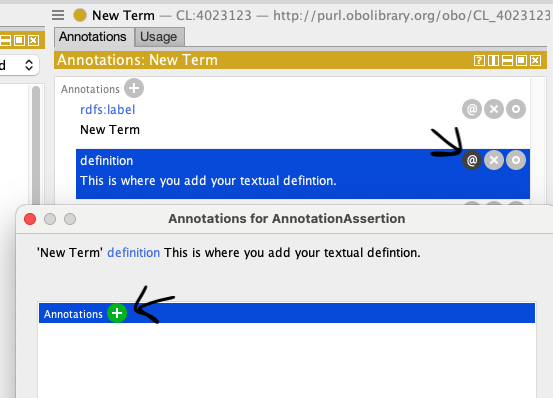 New Term — CL:4023123 — http://purl.obolibrary.org/obo/CL_4023123
Annotations Usage
d
Annotations: New Term
Annotations
rdfs:label
New Term
definition
This is where you add your textual defintion.
Annotations for AnnotationAssertion
'New Term' definition This is where you add your textual defintion.
Annotations